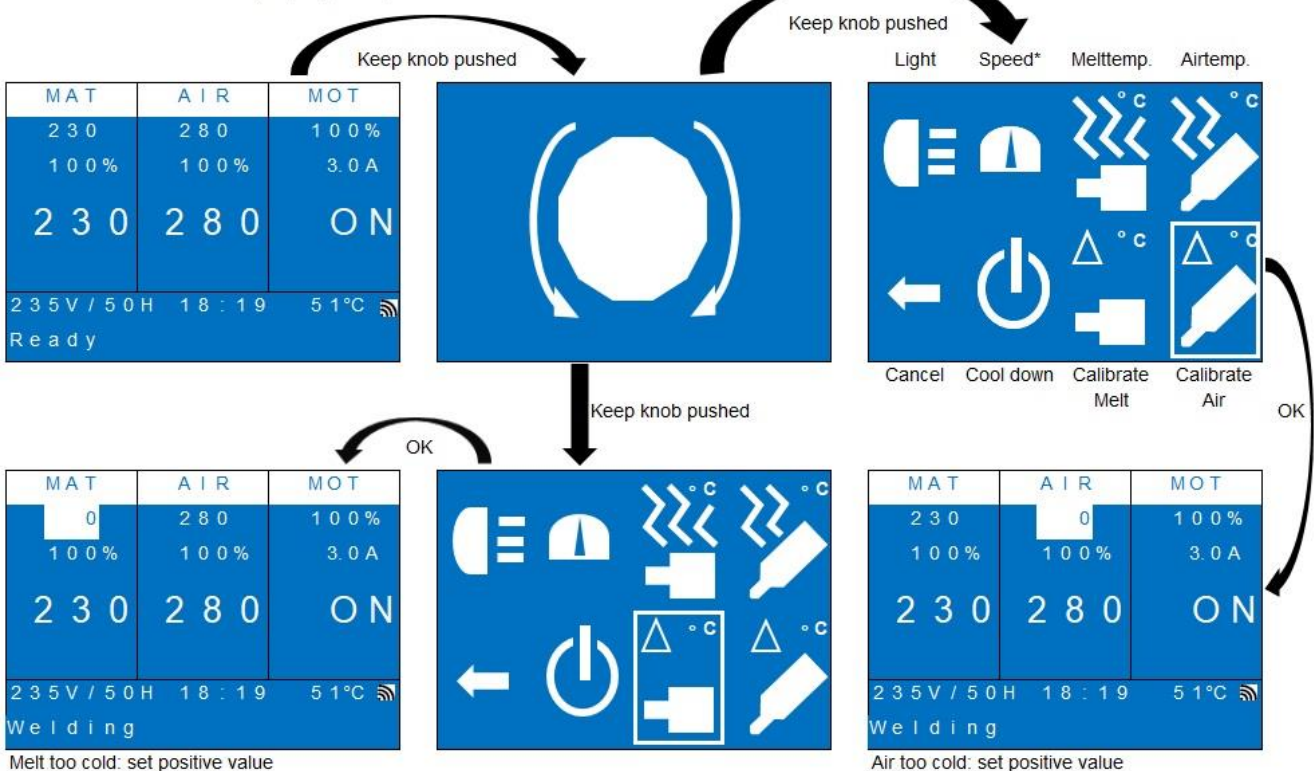 Keep knob pushed
Keep knob pushed
Light Speed* Melttemp. Airtemp.
MAT AIR MOT
230 280 100%
100% 100% 3.0A
230 280 ON
235V/50H 18:19 51°C
Ready
° C ° C
° C ° C
Cancel Cool down Calibrate Melt Calibrate Air
OK
Keep knob pushed
OK
MAT AIR MOT
0 280 100%
100% 100% 3.0A
230 280 ON
235V/50H 18:19 51°C
Welding
Melt too cold: set positive value
° C ° C
° C ° C
MAT AIR MOT
230 0 100%
100% 100% 3.0A
230 280 ON
235V/50H 18:19 51°C
Welding
Air too cold: set positive value